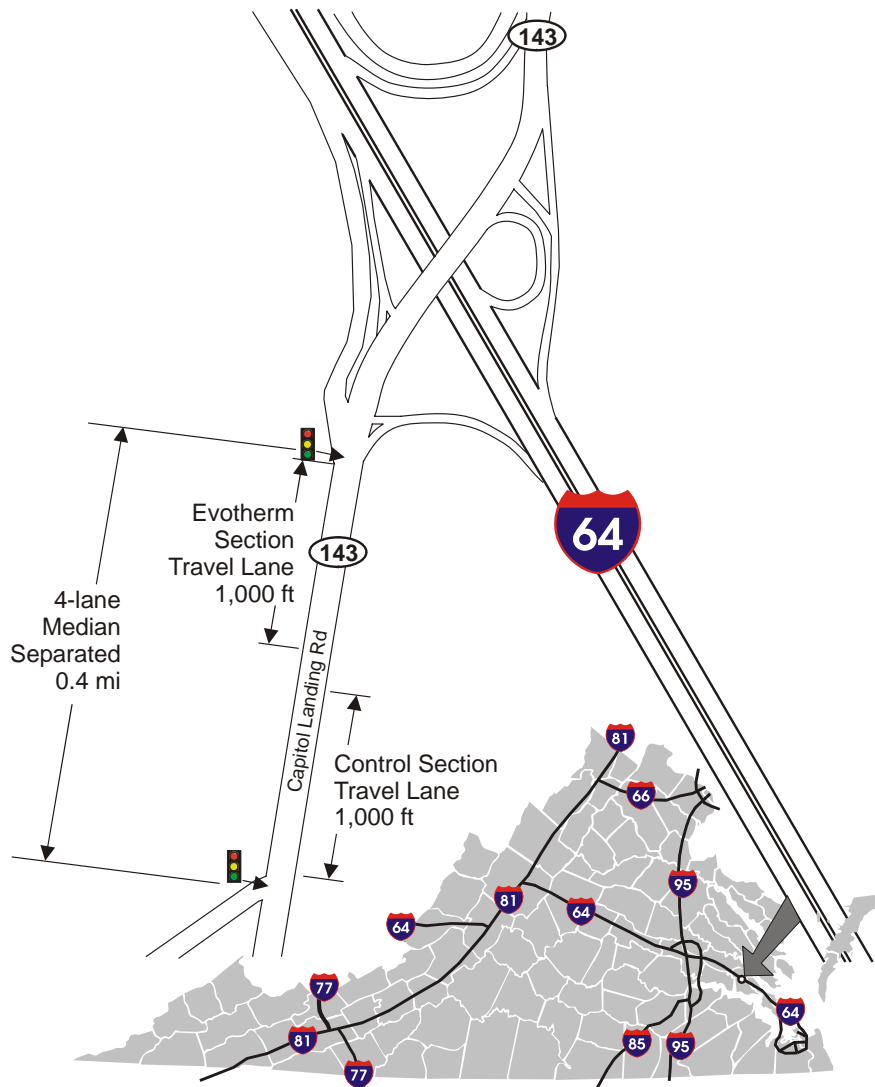 143
Evotherm
Section
Travel Lane
1,000 ft
143
64
4-lane
Median
Separated
0.4 mi
Capitol Landing Rd
Control Section
Travel Lane
1,000 ft
81
66
95
81
64
64
77
81
77
85
95
64